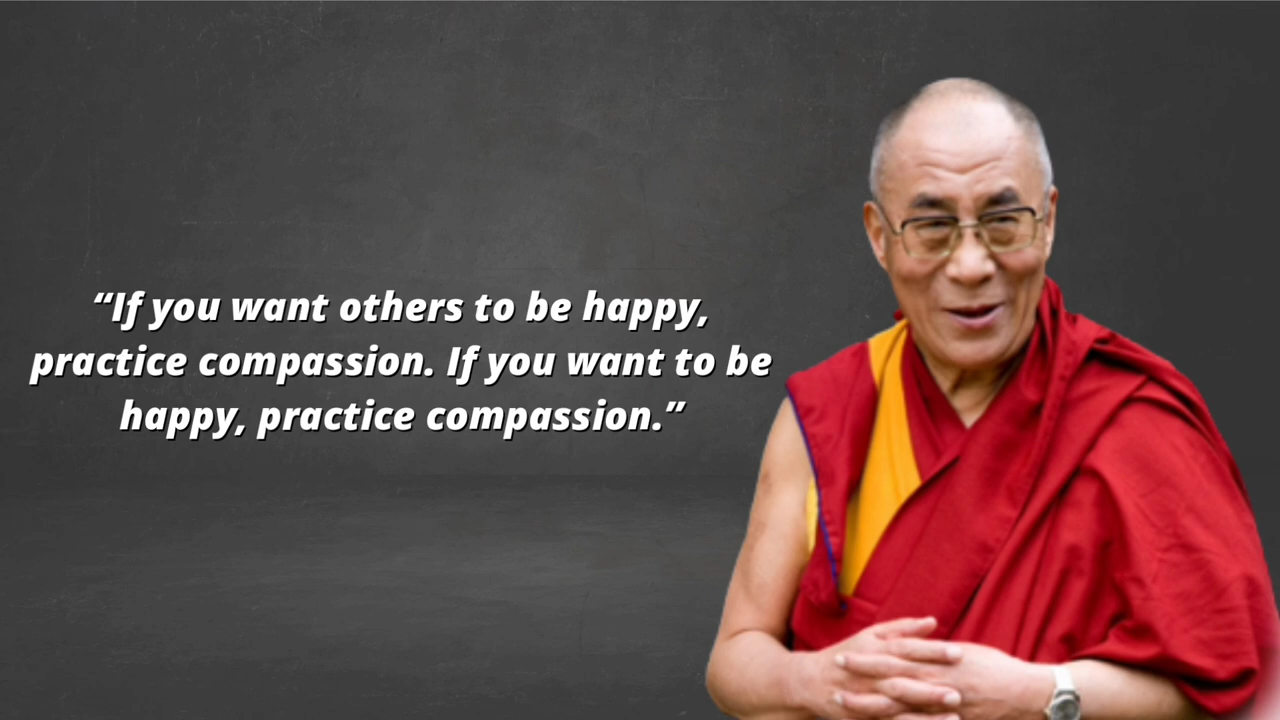 “If you want others to be happy,
practice compassion. If you want to be
happy, practice compassion.”